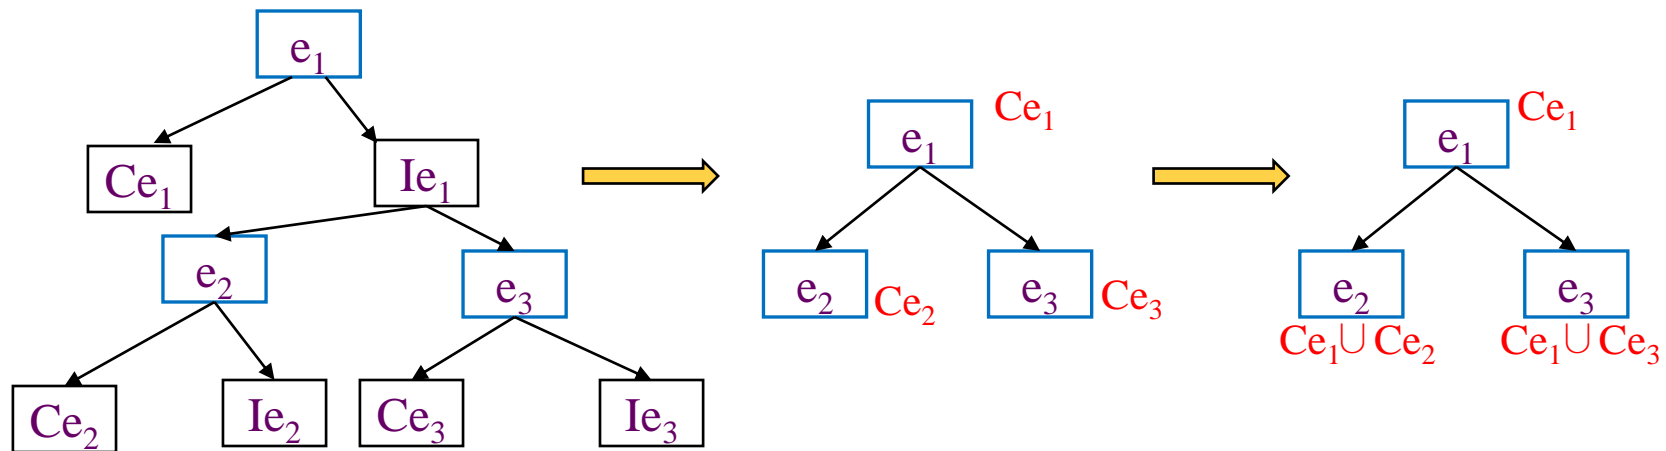 e₁
Ce₁
Ie₁
e₂
e₃
Ce₂
Ie₂
Ce₃
Ie₃
e₁
Ce₁
e₂
Ce₂
e₃
Ce₃
e₁
Ce₁
e₂
Ce₁∪Ce₂
e₃
Ce₁∪Ce₃